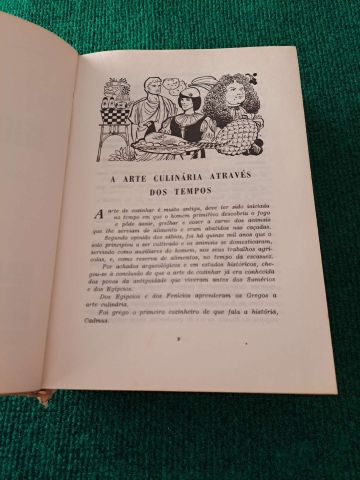 A ARTE CULINÁRIA ATRAVÉS
DOS TEMPOS
A arte de cozinhar é muito antiga, deve ter sido iniciada
no tempo em que o homem primitivo descobriu o fogo
e pôde assar, grelhar e cozer a carne dos animais
que lhe serviam de alimento e eram abatidos nas caçadas.
Segundo opinião dos sábios, foi há quinze mil anos que o
solo principiou a ser cultivado e os animais se domesticaram,
servindo como auxiliares do homem, nos seus trabalhos agrí-
colas, e, como reserva de alimentos, no tempo da escassez.
Por achados arqueológicos e em estudos históricos, che-
gou-se à conclusão de que a arte de cozinhar já era conhecida
dos povos da antiguidade que viveram antes dos Sumérios
e dos Egípcios.
Dos Egípcios e dos Fenícios aprenderam os Gregos a
arte culinária.
Foi grego o primeiro cozinheiro de que fala a história,
Cadmus.